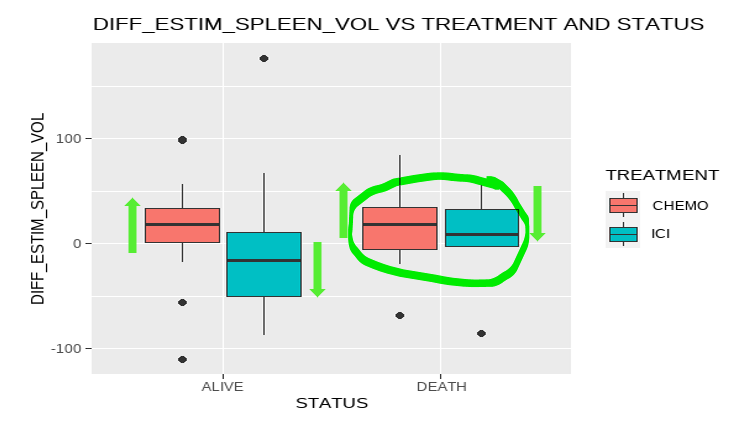 DIFF_ESTIM_SPLEEN_VOL VS TREATMENT AND STATUS
DIFF_ESTIM_SPLEEN_VOL
100
0
-100
ALIVE
DEATH
STATUS
TREATMENT
CHEMO
ICI